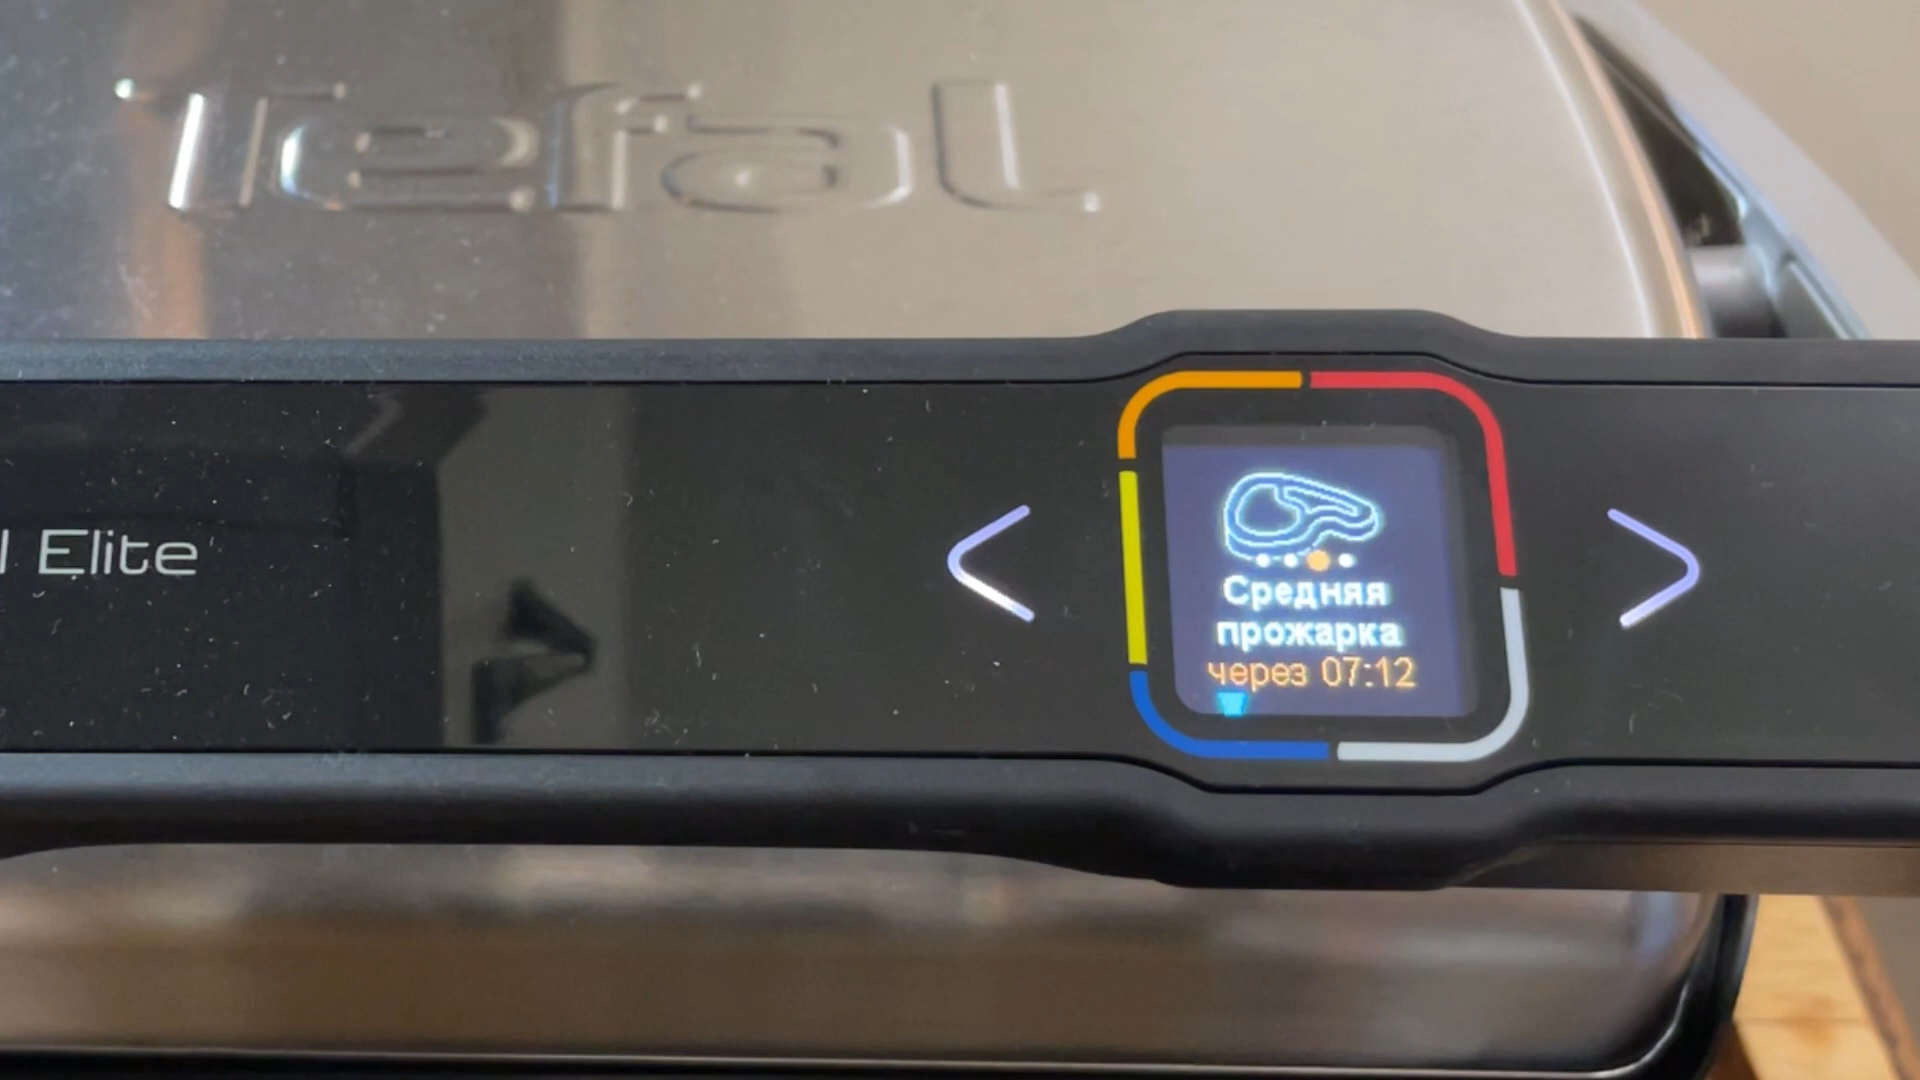 Tefal
Elite
Средняя
прожарка
через 07:12